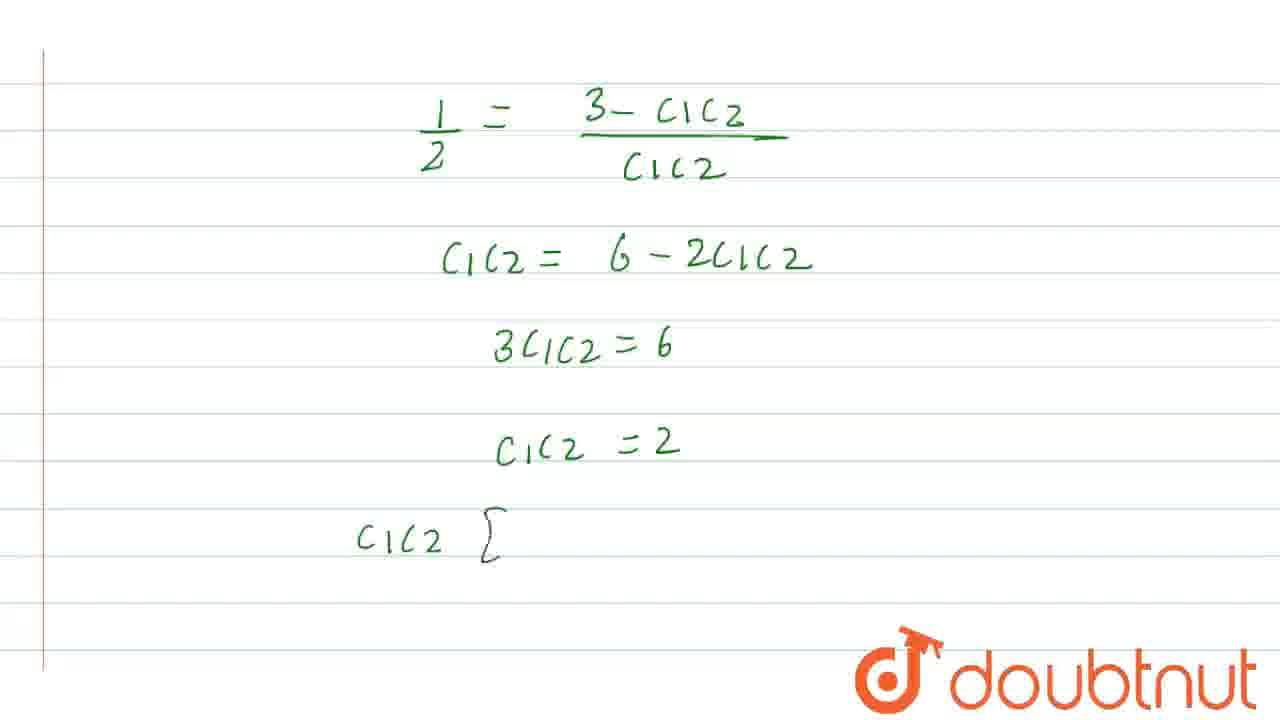 1/2 = (3 - C1C2)/C1C2
C1C2 = 6 - 2C1C2
3C1C2 = 6
C1C2 = 2
C1C2 [
doubtnut